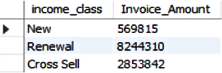 income_class Invoice_Amount
New 569815
Renewal 8244310
Cross Sell 2853842